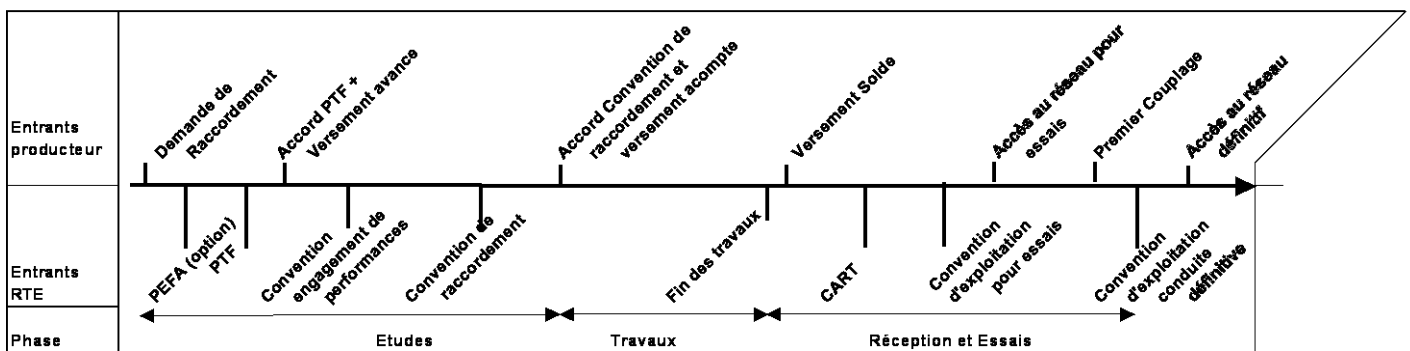 Entrants
producteur
Demande de
Raccordement
Accord PTF +
Versement avance
Accord Convention de
raccordement et
versement acompte
Versement Solde
Accès au réseau pour
essais
Premier Couplage
Accès au réseau
définitif
Entrants
RTE
PEFA (option)
PTF
Convention
engagement de
performances
Convention de
raccordement
Fin des travaux
CART
Convention
d'exploitation
pour essais
Convention
d'exploitation
conduite
définitive
Phase
Etudes
Travaux
Réception et Essais